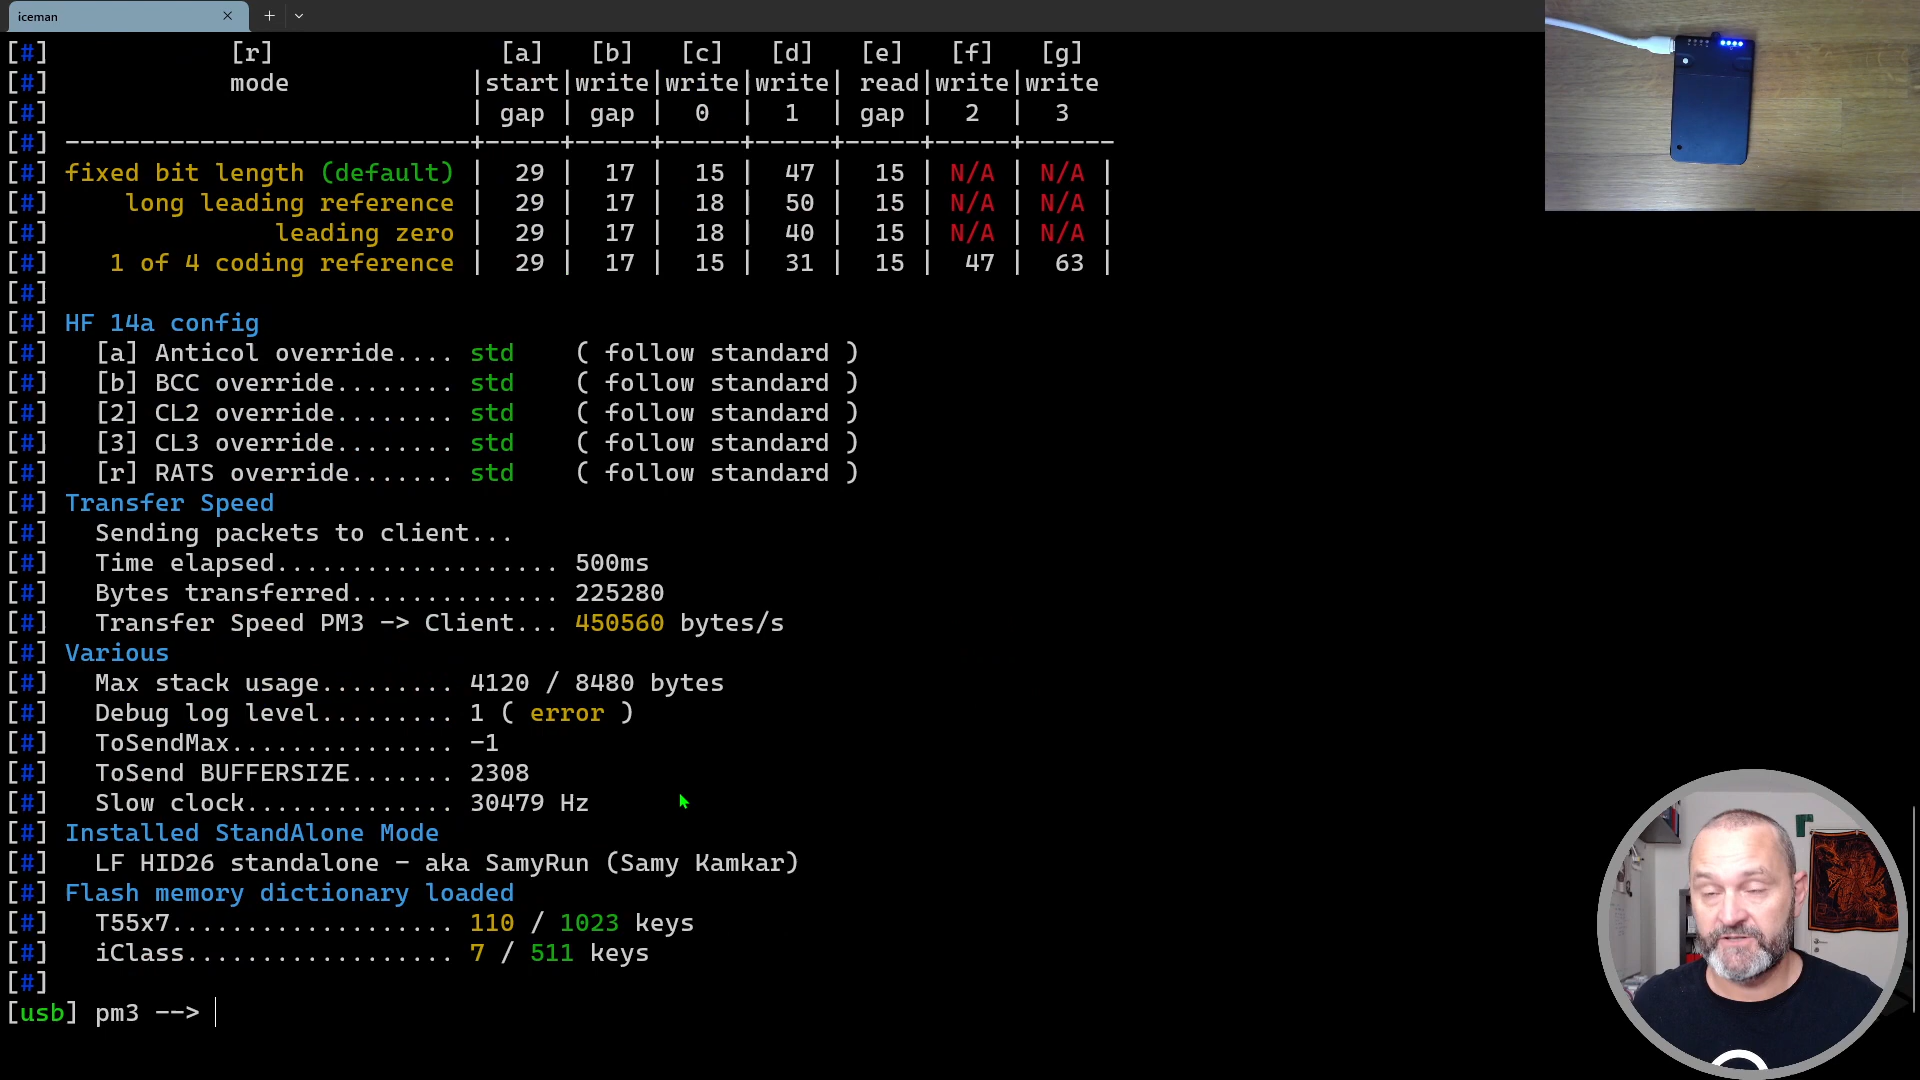 iceman
[#] [r] [a] [b] [c] [d] [e] [f] [g]
[#] mode |start|write|write|write| read|write|write
[#] | gap | gap | 0 | 1 | gap | 2 | 3
[#] ---------------------------+-----+-----+-----+-----+-----+-----+------
[#] fixed bit length (default) | 29 | 17 | 15 | 47 | 15 | N/A | N/A |
[#] long leading reference | 29 | 17 | 18 | 50 | 15 | N/A | N/A |
[#] leading zero | 29 | 17 | 18 | 40 | 15 | N/A | N/A |
[#] 1 of 4 coding reference | 29 | 17 | 15 | 31 | 15 | 47 | 63 |
[#]
[#] HF 14a config
[#] [a] Anticol override.... std ( follow standard )
[#] [b] BCC override........ std ( follow standard )
[#] [2] CL2 override........ std ( follow standard )
[#] [3] CL3 override........ std ( follow standard )
[#] [r] RATS override....... std ( follow standard )
[#] Transfer Speed
[#] Sending packets to client...
[#] Time elapsed................... 500ms
[#] Bytes transferred.............. 225280
[#] Transfer Speed PM3 -> Client... 450560 bytes/s
[#] Various
[#] Max stack usage......... 4120 / 8480 bytes
[#] Debug log level......... 1 ( error )
[#] ToSendMax............... -1
[#] ToSend BUFFERSIZE....... 2308
[#] Slow clock.............. 30479 Hz
[#] Installed StandAlone Mode
[#] LF HID26 standalone - aka SamyRun (Samy Kamkar)
[#] Flash memory dictionary loaded
[#] T55x7................... 110 / 1023 keys
[#] iClass.................. 7 / 511 keys
[#]
[usb] pm3 -->